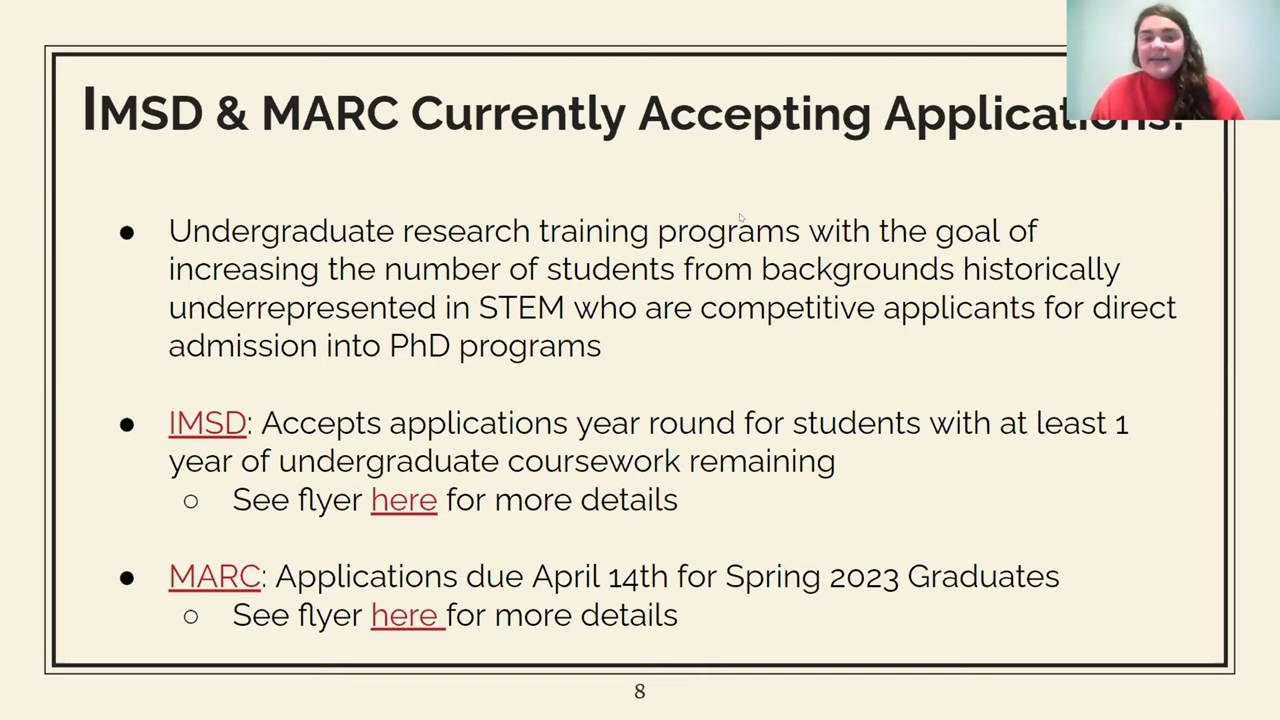 IMSD & MARC Currently Accepting Applications!
● Undergraduate research training programs with the goal of
increasing the number of students from backgrounds historically
underrepresented in STEM who are competitive applicants for direct
admission into PhD programs
● IMSD: Accepts applications year round for students with at least 1
year of undergraduate coursework remaining
○ See flyer here for more details
● MARC: Applications due April 14th for Spring 2023 Graduates
○ See flyer here for more details
8